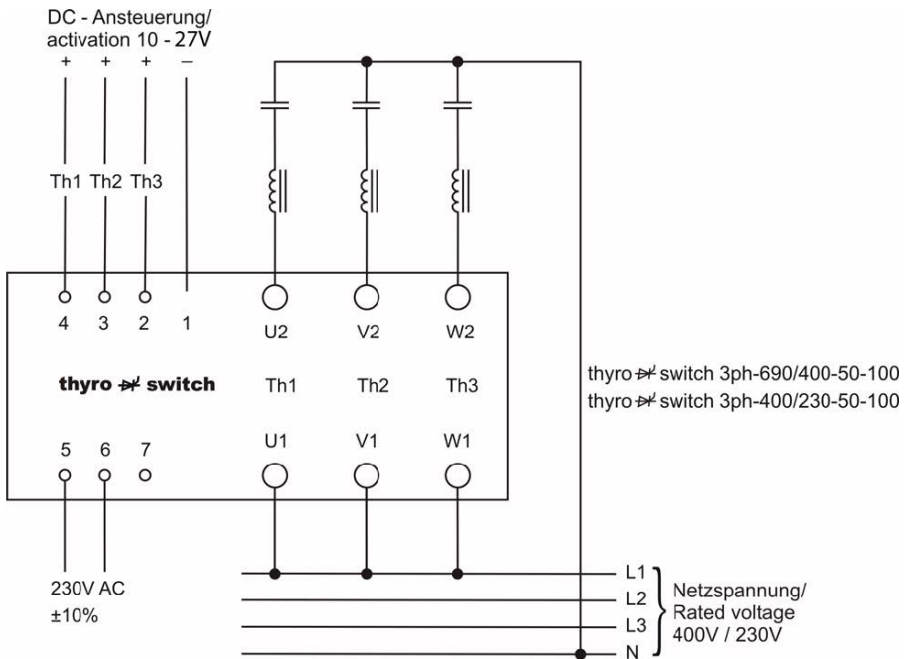 DC - Ansteuerung/
activation 10 - 27V
+ + + –
Th1 Th2 Th3
4 3 2 1
U2 V2 W2
thyro switch
Th1 Th2 Th3
thyro switch 3ph-690/400-50-100
thyro switch 3ph-400/230-50-100
U1 V1 W1
5 6 7
230V AC
±10%
L1
L2
L3
N
Netzspannung/
Rated voltage
400V / 230V